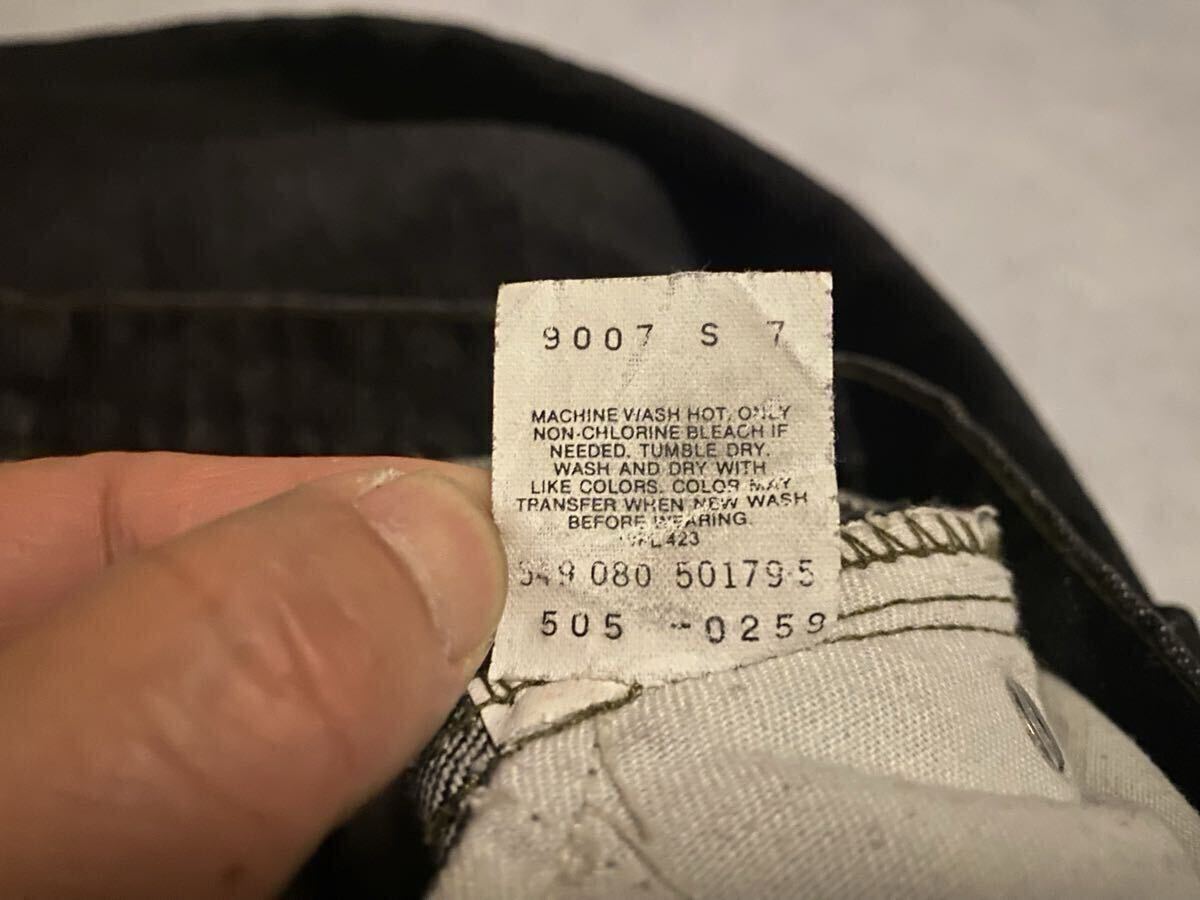 9007 S 7
MACHINE WASH HOT, ONLY
NON-CHLORINE BLEACH IF
NEEDED. TUMBLE DRY.
WASH AND DRY WITH
LIKE COLORS. COLOR MAY
TRANSFER WHEN NEW WASH
BEFORE WEARING.
423
080 50179-5
505 -0259